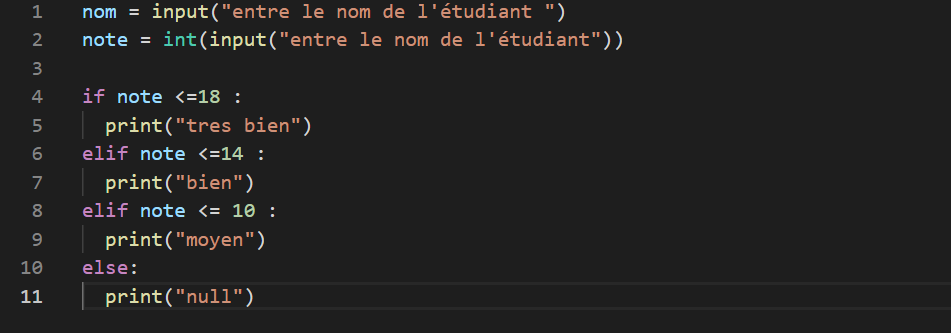 1 nom = input("entre le nom de l'étudiant ")
2 note = int(input("entre le nom de l'étudiant"))
3
4 if note <=18 :
5 print("tres bien")
6 elif note <=14 :
7 print("bien")
8 elif note <= 10 :
9 print("moyen")
10 else:
11 print("null")